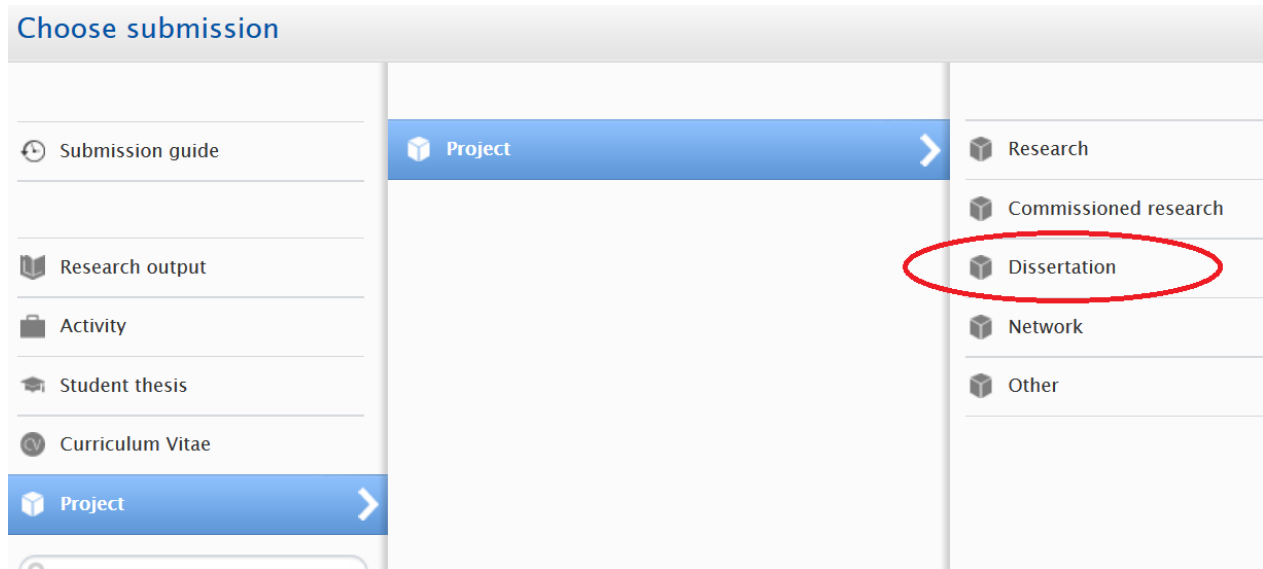 Choose submission
Submission guide
Research output
Activity
Student thesis
CV Curriculum Vitae
Project
Project
Research
Commissioned research
Dissertation
Network
Other